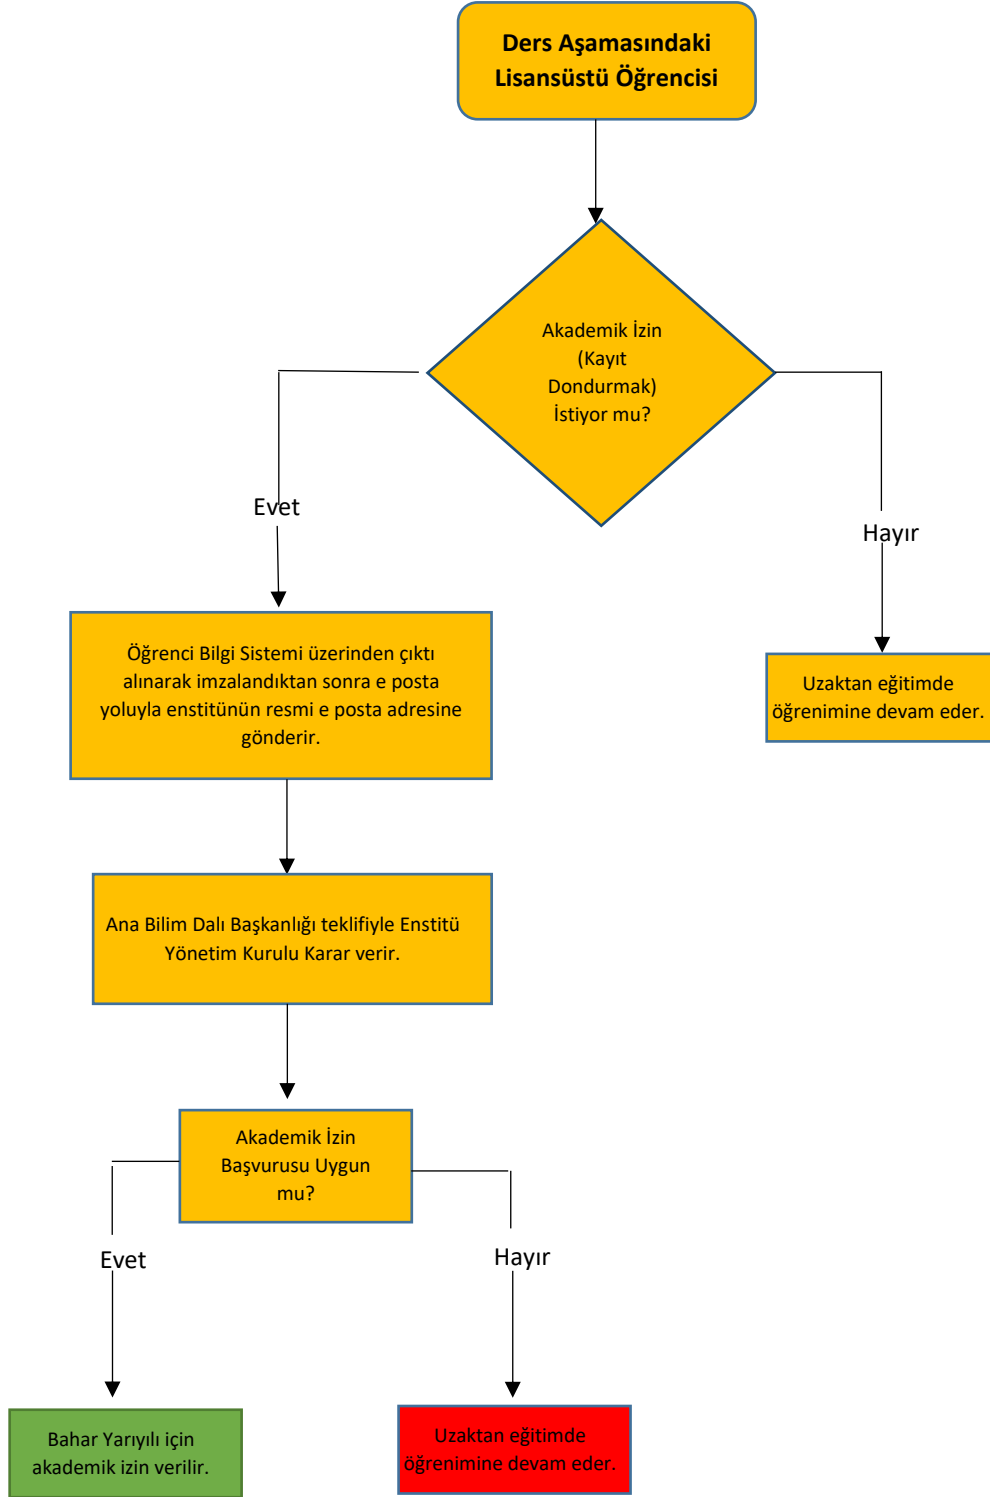 Ders Aşamasındaki
Lisansüstü Öğrencisi
Akademik İzin
(Kayıt
Dondurmak)
İstiyor mu?
Evet
Hayır
Öğrenci Bilgi Sistemi üzerinden çıktı
alınarak imzalandıktan sonra e posta
yoluyla enstitünün resmi e posta adresine
gönderir.
Uzaktan eğitimde
öğrenimine devam eder.
Ana Bilim Dalı Başkanlığı teklifiyle Enstitü
Yönetim Kurulu Karar verir.
Akademik İzin
Başvurusu Uygun
mu?
Evet
Hayır
Bahar Yarıyılı için
akademik izin verilir.
Uzaktan eğitimde
öğrenimine devam eder.